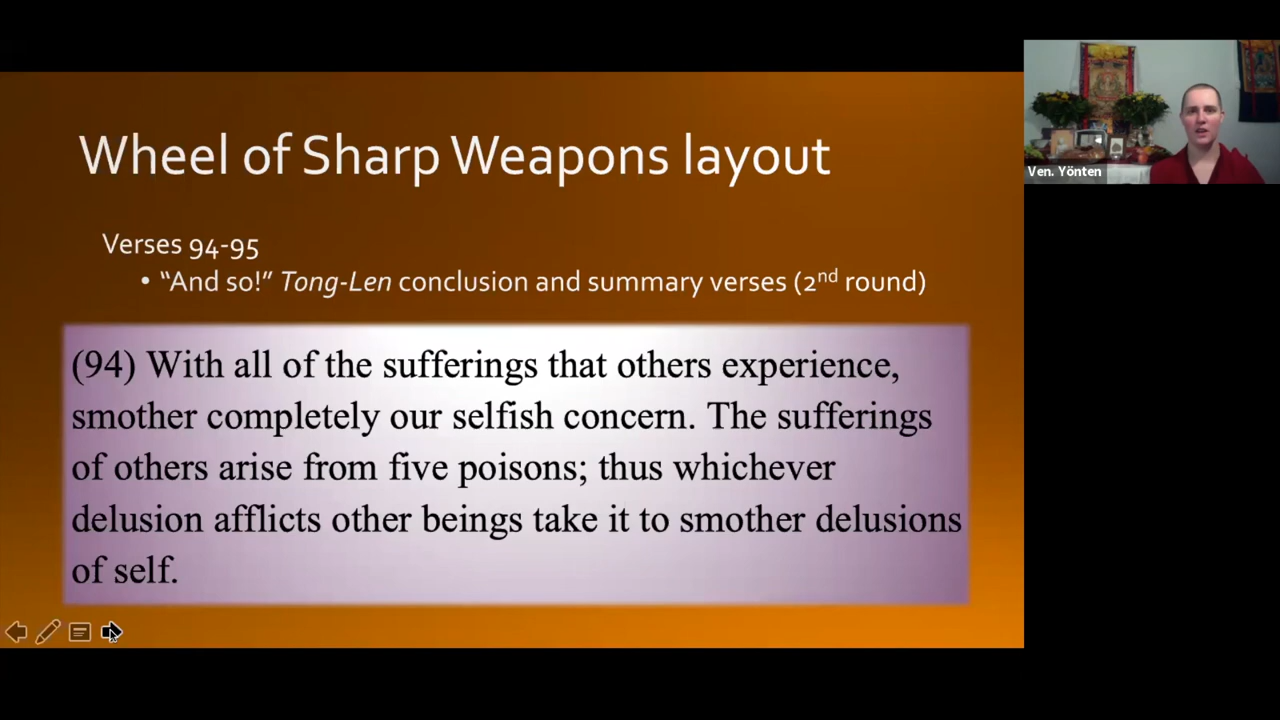 Wheel of Sharp Weapons layout
Verses 94-95
• “And so!” Tong-Len conclusion and summary verses (2nd round)
(94) With all of the sufferings that others experience,
smother completely our selfish concern. The sufferings
of others arise from five poisons; thus whichever
delusion afflicts other beings take it to smother delusions
of self.
Ven. Yönten